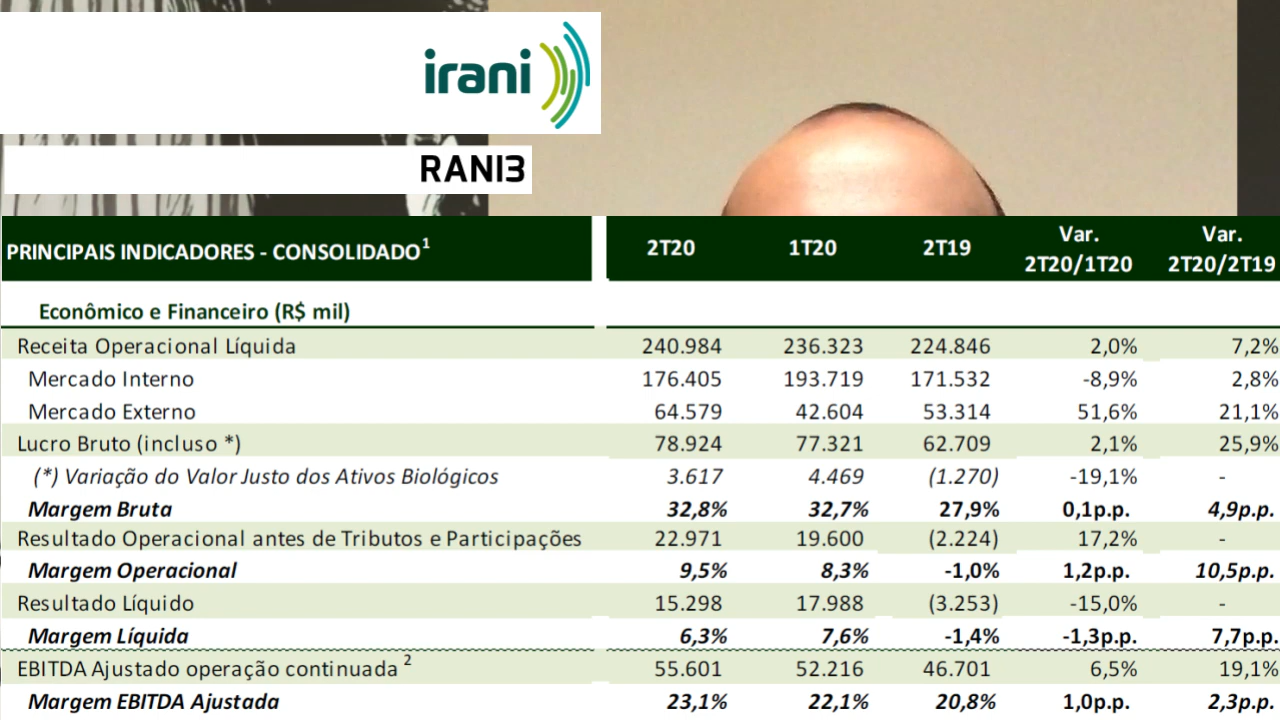 irani
RANI3
PRINCIPAIS INDICADORES - CONSOLIDADO¹ 2T20 1T20 2T19 Var. 2T20/1T20 Var. 2T20/2T19
Econômico e Financeiro (R$ mil)
Receita Operacional Líquida 240.984 236.323 224.846 2,0% 7,2%
Mercado Interno 176.405 193.719 171.532 -8,9% 2,8%
Mercado Externo 64.579 42.604 53.314 51,6% 21,1%
Lucro Bruto (incluso *) 78.924 77.321 62.709 2,1% 25,9%
(*) Variação do Valor Justo dos Ativos Biológicos 3.617 4.469 (1.270) -19,1% -
Margem Bruta 32,8% 32,7% 27,9% 0,1p.p. 4,9p.p.
Resultado Operacional antes de Tributos e Participações 22.971 19.600 (2.224) 17,2% -
Margem Operacional 9,5% 8,3% -1,0% 1,2p.p. 10,5p.p.
Resultado Líquido 15.298 17.988 (3.253) -15,0% -
Margem Líquida 6,3% 7,6% -1,4% -1,3p.p. 7,7p.p.
EBITDA Ajustado operação continuada ² 55.601 52.216 46.701 6,5% 19,1%
Margem EBITDA Ajustada 23,1% 22,1% 20,8% 1,0p.p. 2,3p.p.